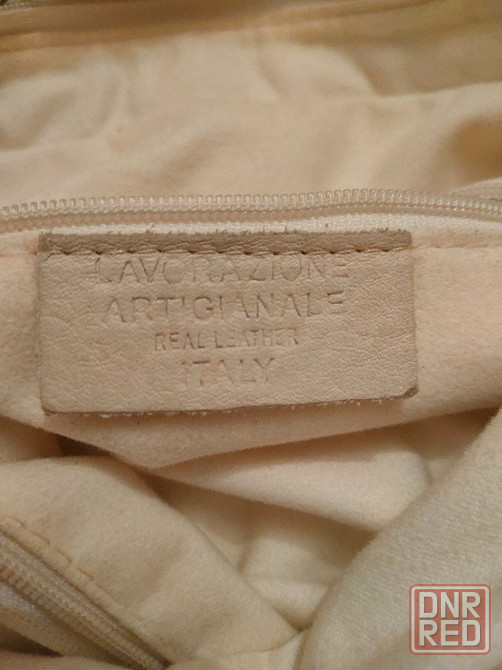 LAVORAZIONE
ARTIGIANALE
REAL LEATHER
ITALY
DNR
RED